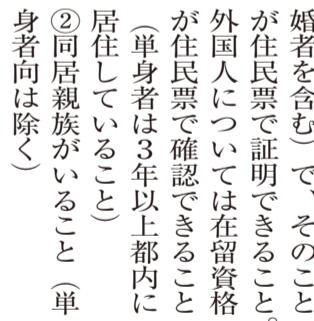 婚者を含む）で、そのこと
が住民票で証明できること。
外国人については在留資格
が住民票で確認できること
（単身者は３年以上都内に
居住していること）
②同居親族がいること（単
身者向は除く）